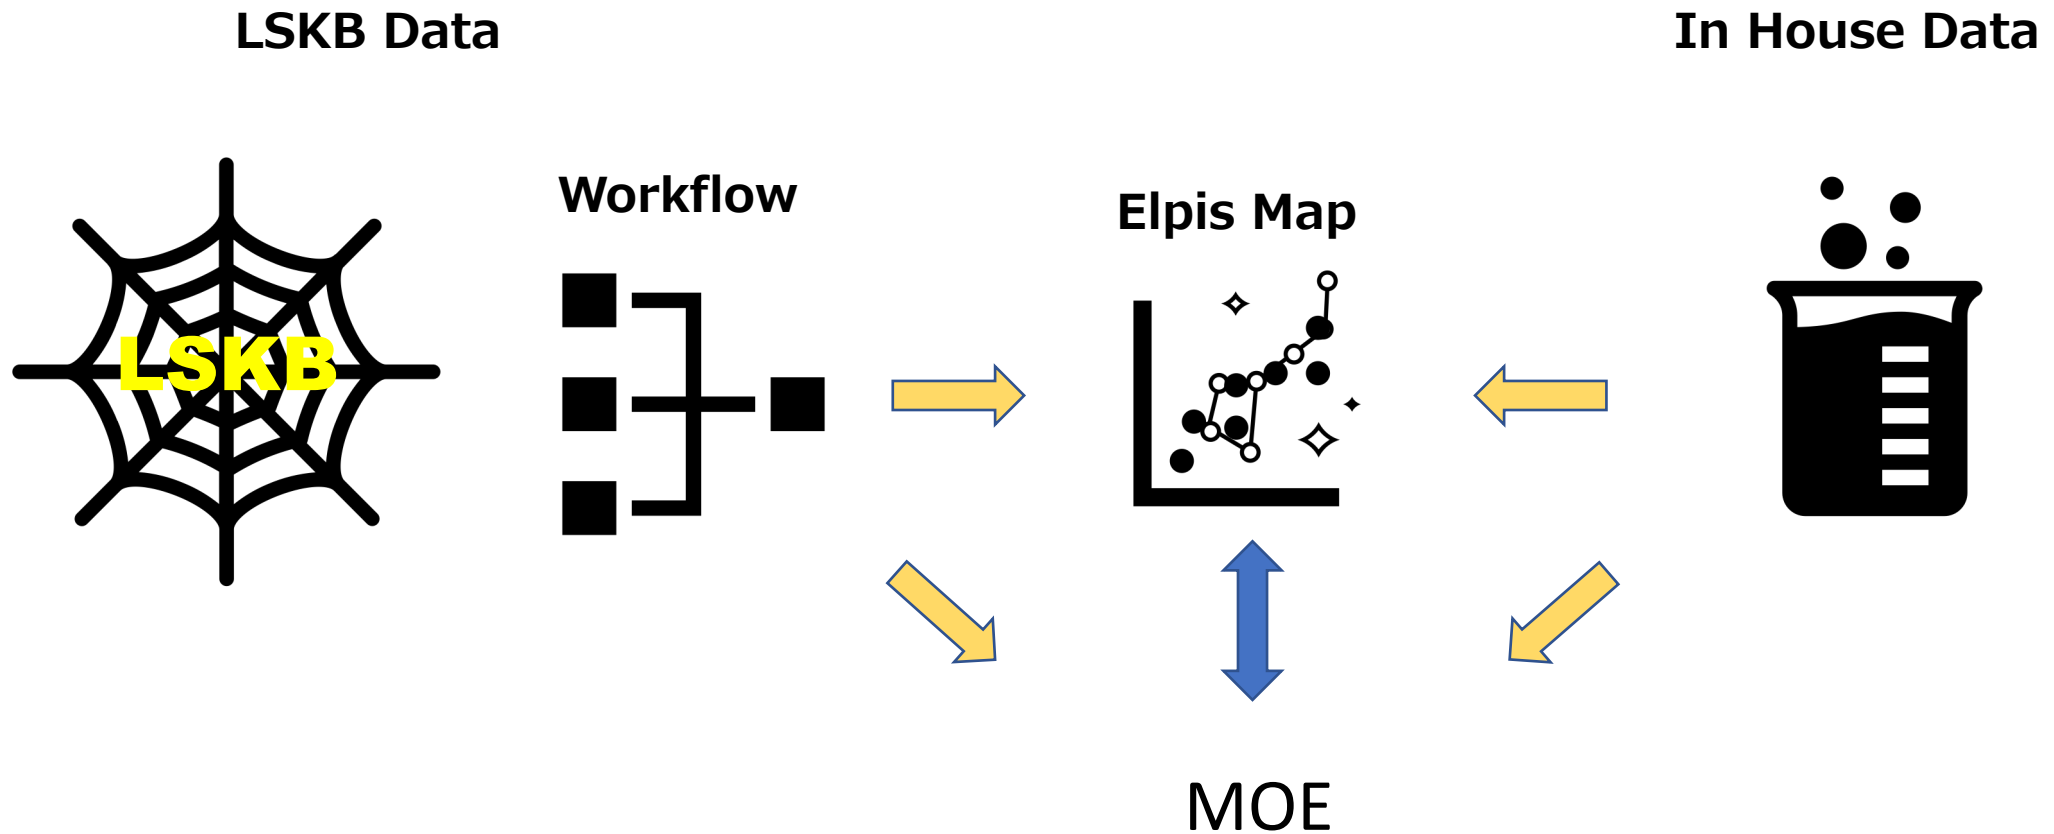 LSKB Data
In House Data
Workflow
Elpis Map
LSKB
MOE